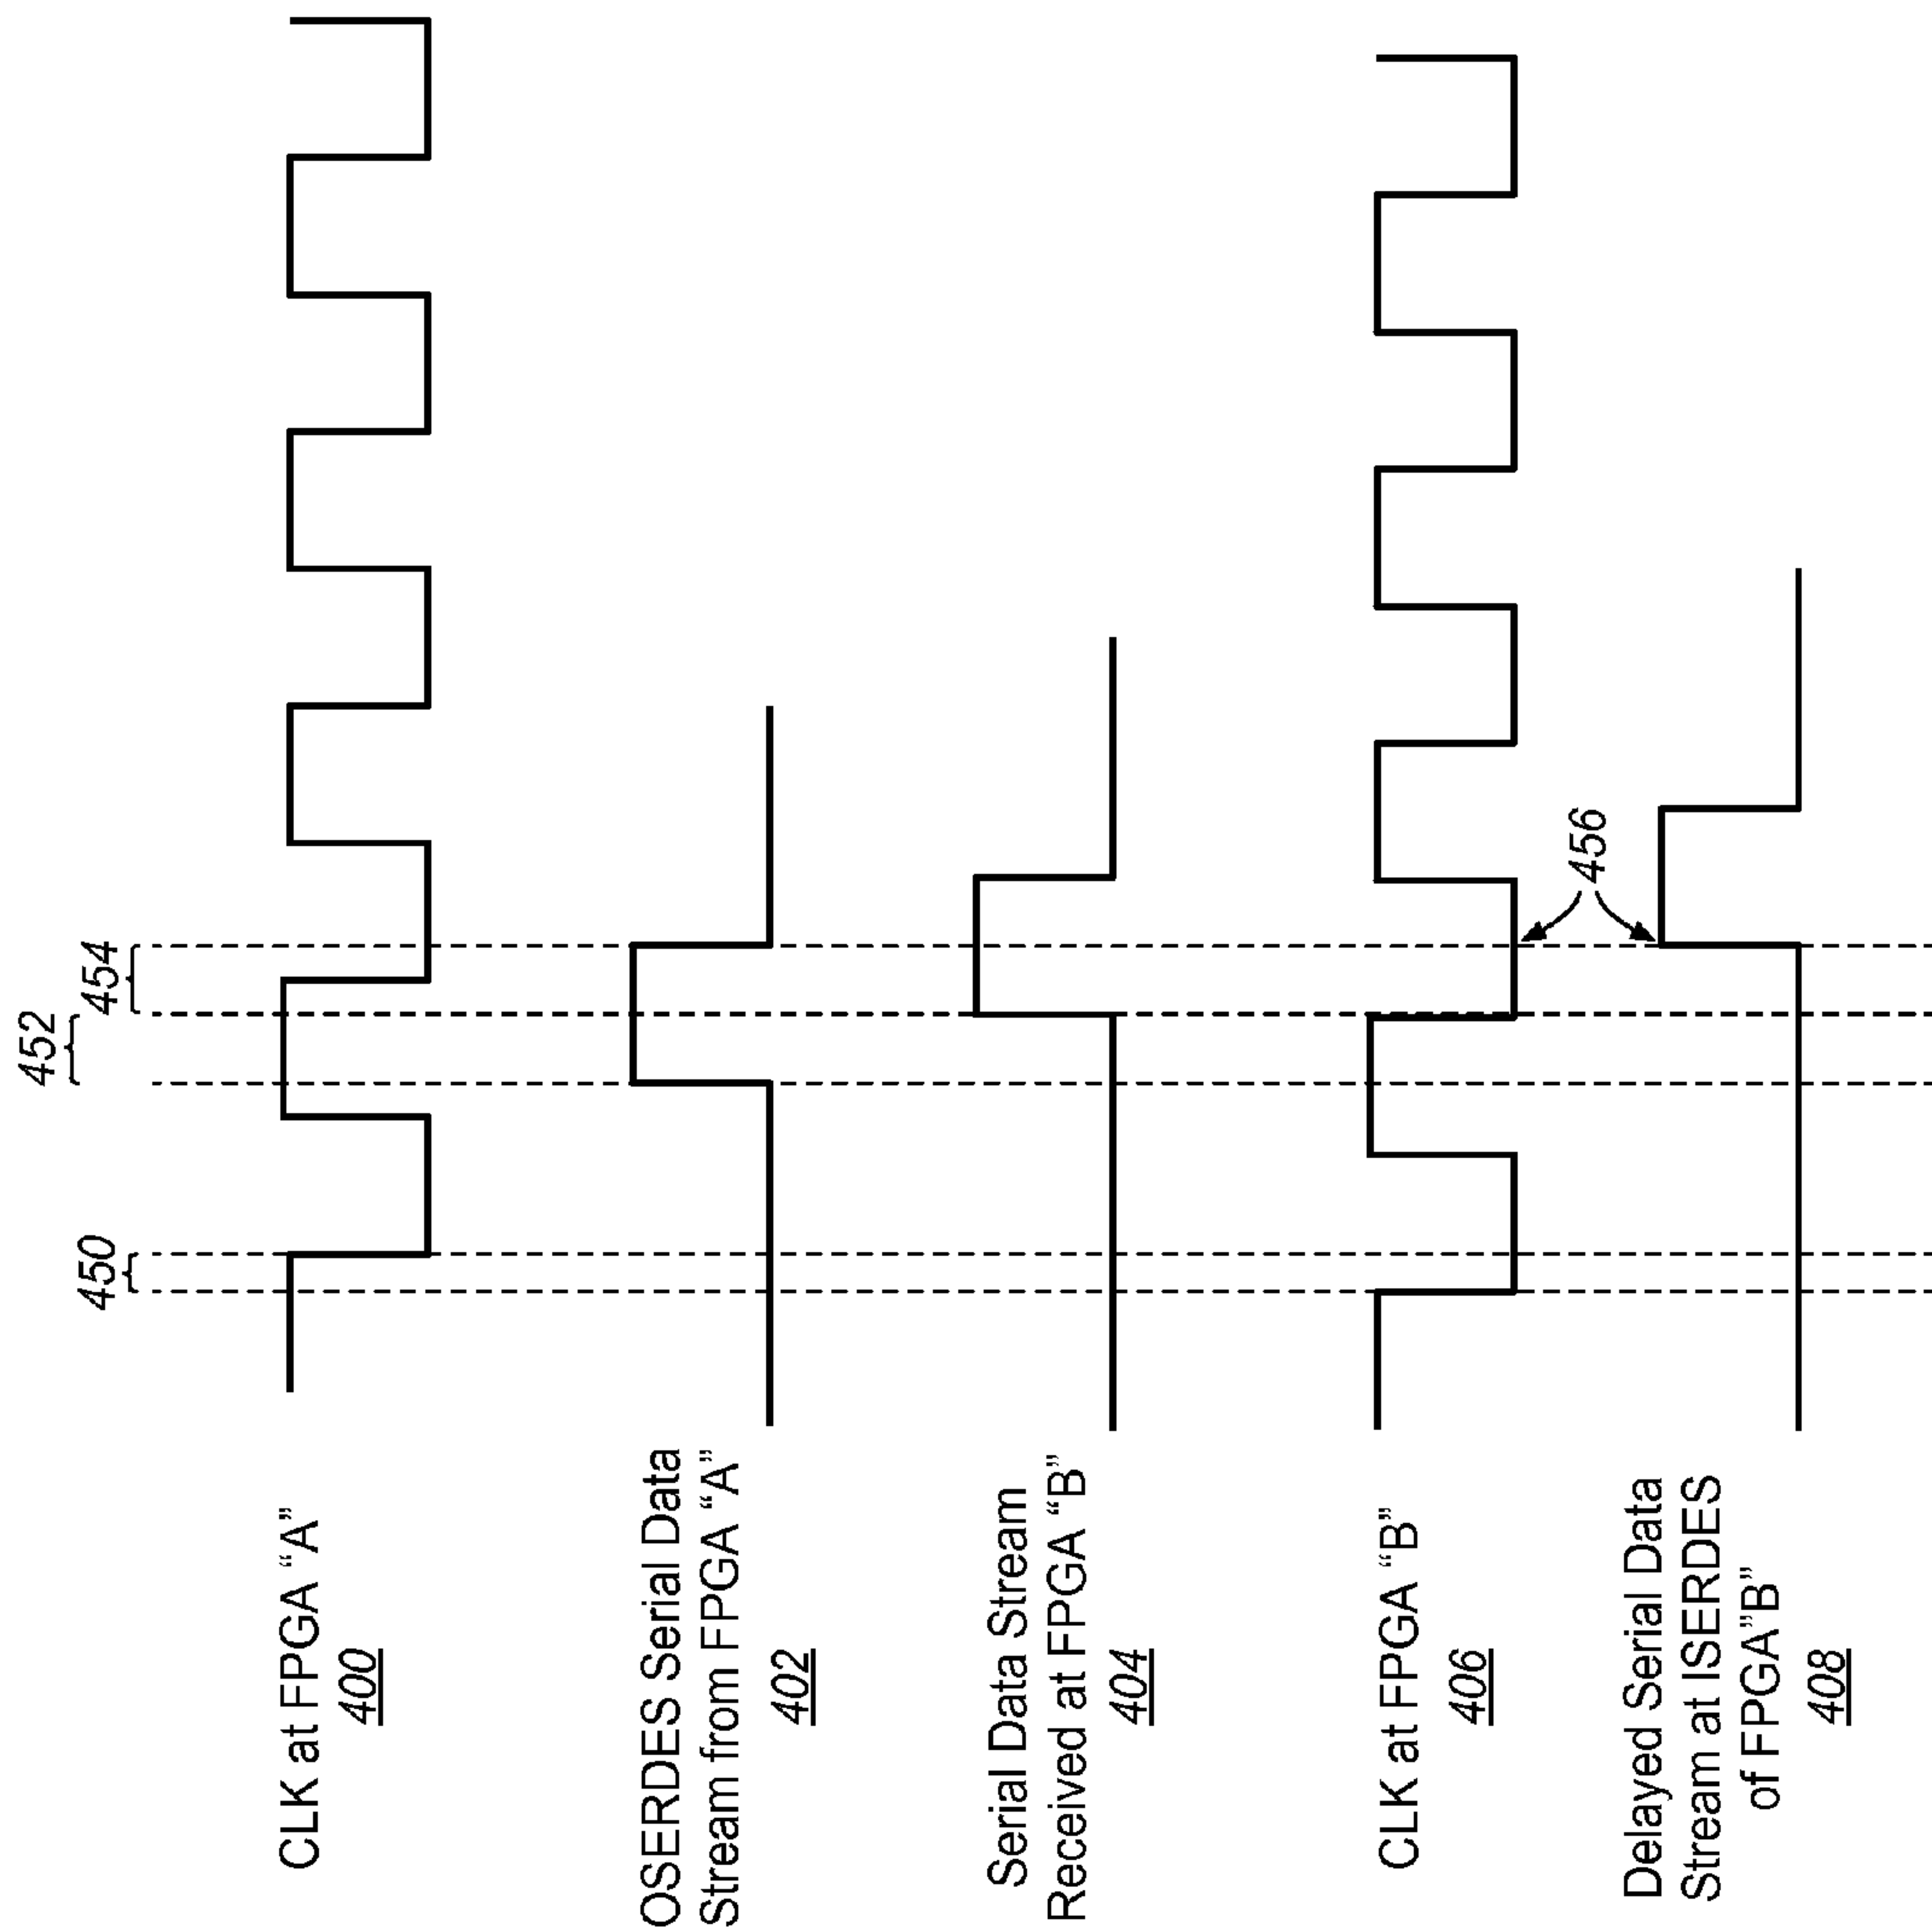 450
452
454
CLK at FPGA “A”
400
OSERDES Serial Data
Stream from FPGA “A”
402
Serial Data Stream
Received at FPGA “B”
404
CLK at FPGA “B”
406
456
Delayed Serial Data
Stream at ISERDES
of FPGA“B”
408